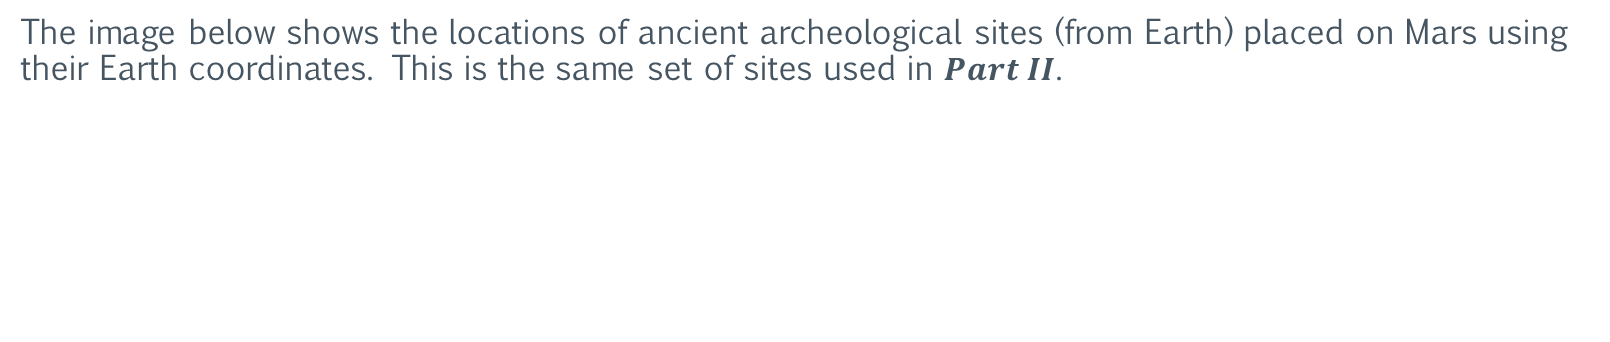 The image below shows the locations of ancient archeological sites (from Earth) placed on Mars using
their Earth coordinates.  This is the same set of sites used in Part II.